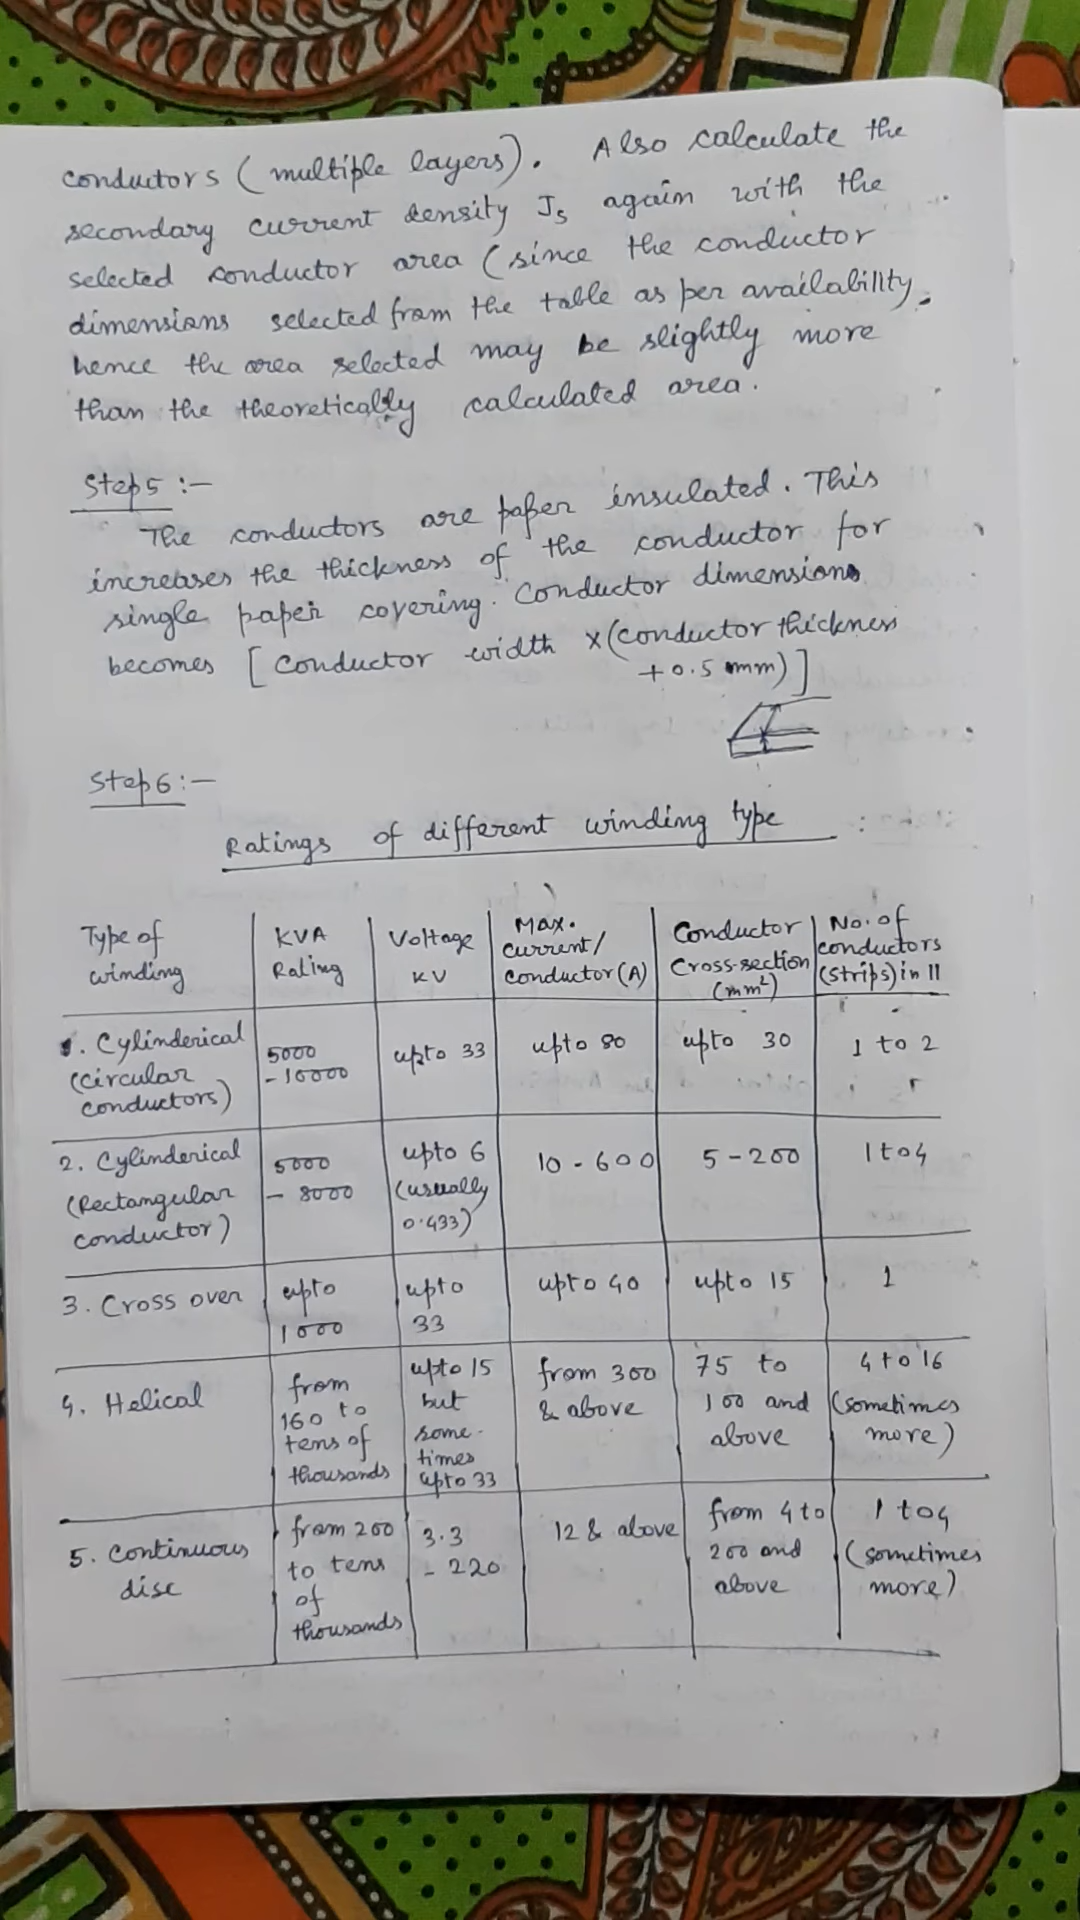 conductors (multiple layers). Also calculate the
secondary current density Js again with the
selected conductor area (since the conductor
dimensions selected from the table as per availability,
hence the area selected may be slightly more
than the theoretically calculated area.
Step5 :-
The conductors are paper insulated. This
increases the thickness of the conductor for
single paper covering. Conductor dimensions
becomes [conductor width x (conductor thickness
+0.5 mm)]
Step6:-
Ratings of different winding type :
Type of winding | KVA Rating | Voltage KV | Max. current/conductor (A) | Conductor Cross-section (mm²) | No. of conductors (strips) in ||
1. Cylinderical (Circular conductors) | 5000 - 10000 | upto 33 | upto 80 | upto 30 | 1 to 2
2. Cylinderical (Rectangular conductor) | 5000 - 8000 | upto 6 (usually 0.433) | 10 - 600 | 5 - 200 | 1 to 4
3. Cross over | upto 1000 | upto 33 | upto 40 | upto 15 | 1
4. Helical | from 160 to tens of thousands | upto 15 but some-times upto 33 | from 300 & above | 75 to 100 and above | 4 to 16 (sometimes more)
5. Continuous disc | from 200 to tens of thousands | 3.3 - 220 | 12 & above | from 4 to 200 and above | 1 to 4 (sometimes more)